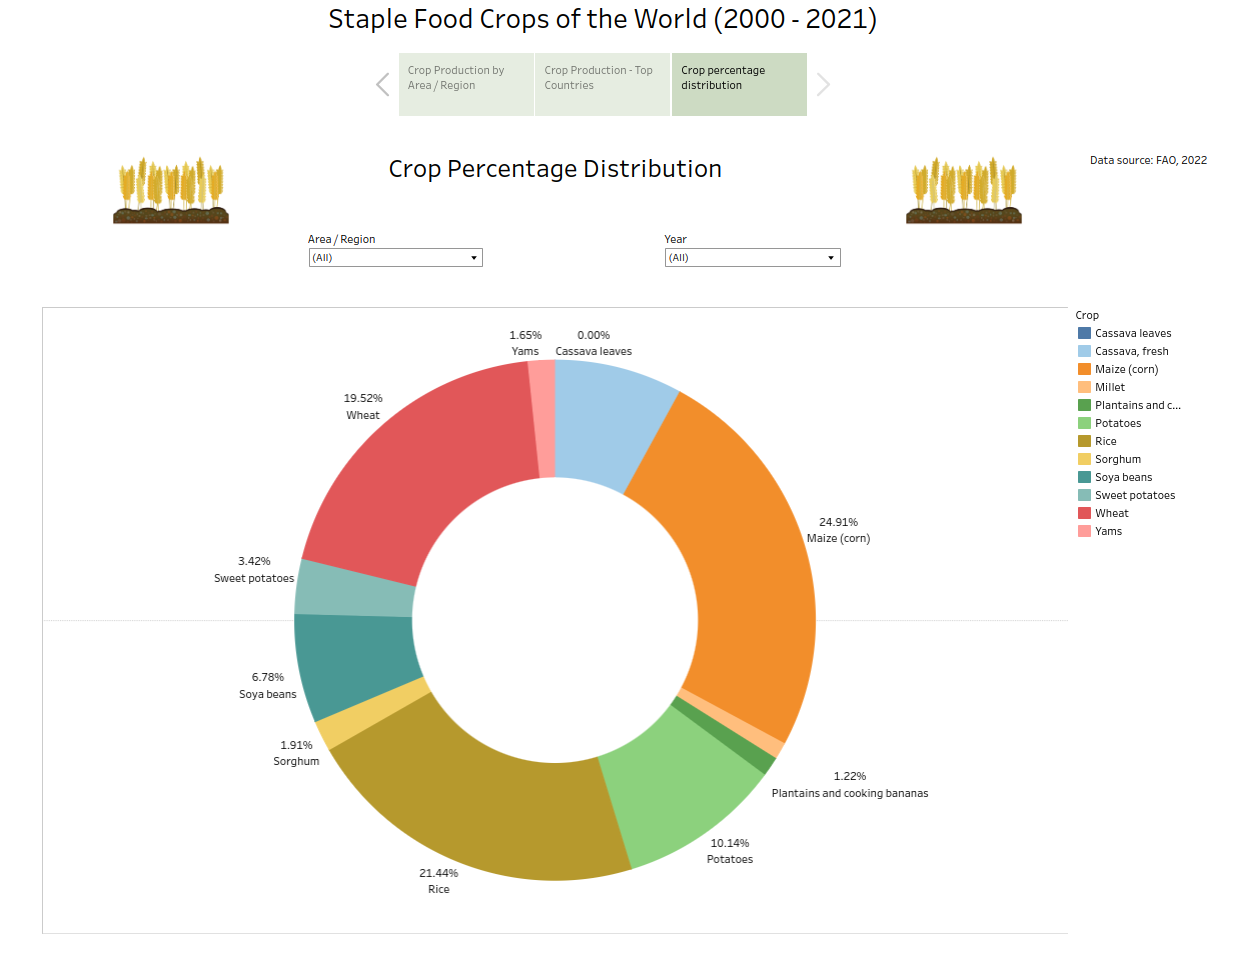 Staple Food Crops of the World (2000 - 2021)
Crop Production by
Area / Region
Crop Production - Top
Countries
Crop percentage
distribution
Crop Percentage Distribution
Data source: FAO, 2022
Area / Region
(All)
Year
(All)
1.65%
Yams
0.00%
Cassava leaves
19.52%
Wheat
24.91%
Maize (corn)
3.42%
Sweet potatoes
6.78%
Soya beans
1.91%
Sorghum
1.22%
Plantains and cooking bananas
10.14%
Potatoes
21.44%
Rice
Crop
Cassava leaves
Cassava, fresh
Maize (corn)
Millet
Plantains and c...
Potatoes
Rice
Sorghum
Soya beans
Sweet potatoes
Wheat
Yams